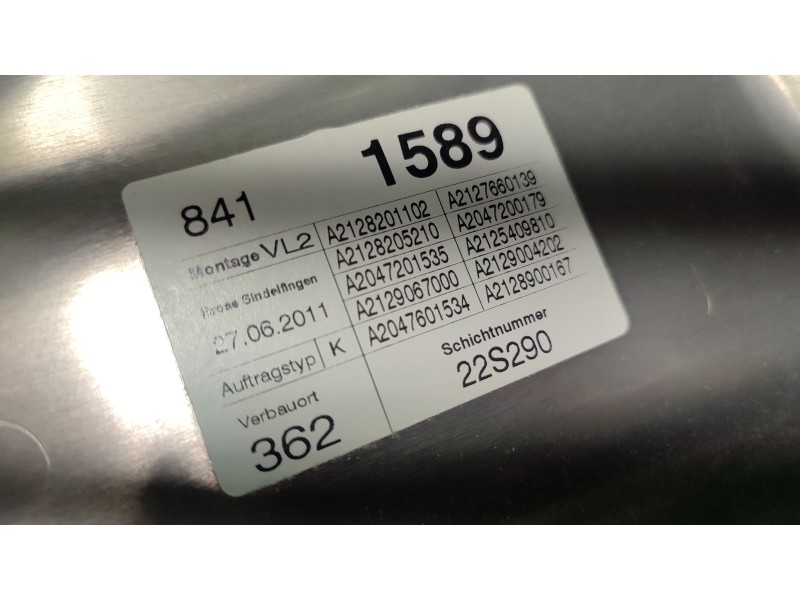 841 1589
Montage VL2 A2128201102 A2127660139
A2128205210 A2047200179
Sindelfingen A2047201535 A2125409810
27.06.2011 A2129067000 A2129004202
Auftragstyp K A2047601534 A2128900167
Verbauort Schichtnummer
362 22S290